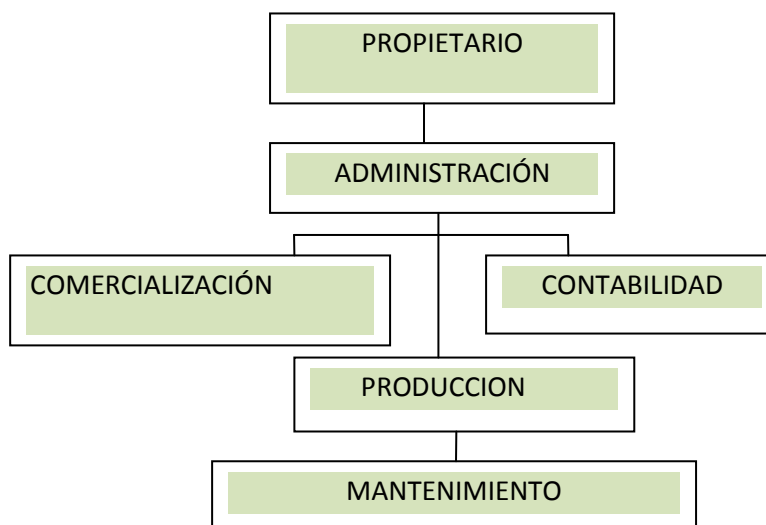 PROPIETARIO
ADMINISTRACIÓN
COMERCIALIZACIÓN
CONTABILIDAD
PRODUCCION
MANTENIMIENTO